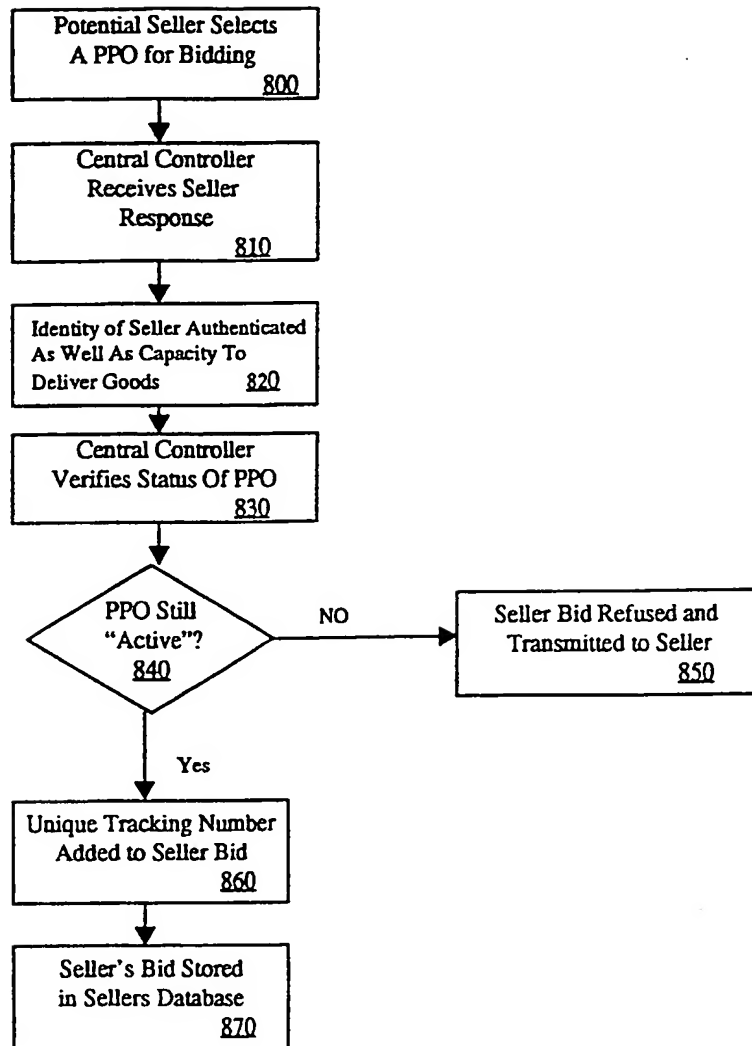 Potential Seller Selects
A PPO for Bidding
800
Central Controller
Receives Seller
Response
810
Identity of Seller Authenticated
As Well As Capacity To
Deliver Goods 820
Central Controller
Verifies Status Of PPO
830
PPO Still
"Active"?
840
NO
Seller Bid Refused and
Transmitted to Seller
850
Yes
Unique Tracking Number
Added to Seller Bid
860
Seller's Bid Stored
in Sellers Database
870